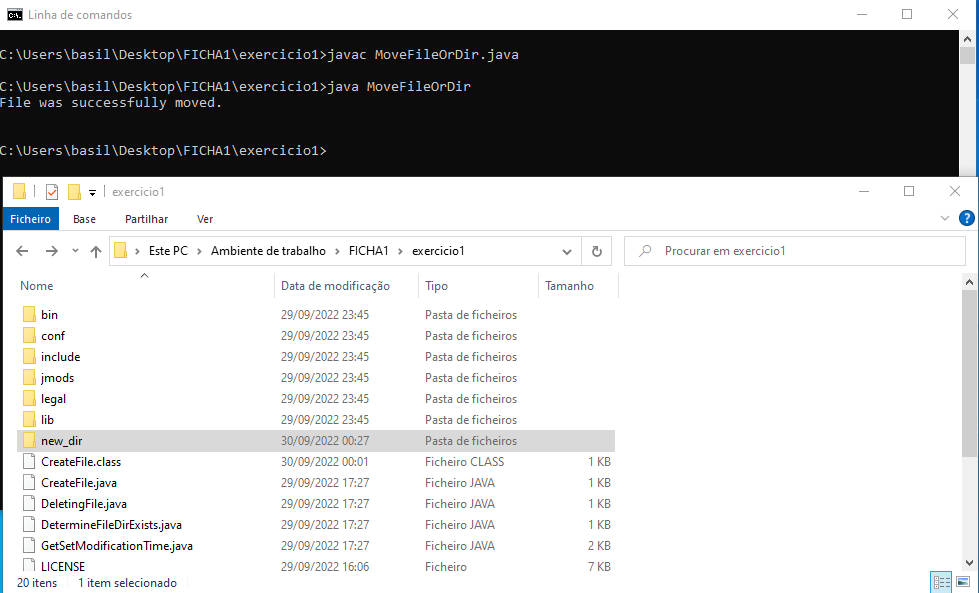 Linha de comandos
C:\Users\basil\Desktop\FICHA1\exercicio1>javac MoveFileOrDir.java
C:\Users\basil\Desktop\FICHA1\exercicio1>java MoveFileOrDir
File was successfully moved.
C:\Users\basil\Desktop\FICHA1\exercicio1>
exercicio1
Ficheiro Base Partilhar Ver
Este PC > Ambiente de trabalho > FICHA1 > exercicio1 Procurar em exercicio1
Nome Data de modificação Tipo Tamanho
bin 29/09/2022 23:45 Pasta de ficheiros
conf 29/09/2022 23:45 Pasta de ficheiros
include 29/09/2022 23:45 Pasta de ficheiros
jmods 29/09/2022 23:45 Pasta de ficheiros
legal 29/09/2022 23:45 Pasta de ficheiros
lib 29/09/2022 23:45 Pasta de ficheiros
new_dir 30/09/2022 00:27 Pasta de ficheiros
CreateFile.class 30/09/2022 00:01 Ficheiro CLASS 1 KB
CreateFile.java 29/09/2022 17:27 Ficheiro JAVA 1 KB
DeletingFile.java 29/09/2022 17:27 Ficheiro JAVA 1 KB
DetermineFileDirExists.java 29/09/2022 17:27 Ficheiro JAVA 1 KB
GetSetModificationTime.java 29/09/2022 17:27 Ficheiro JAVA 2 KB
LICENSE 29/09/2022 16:06 Ficheiro 7 KB
20 itens 1 item selecionado